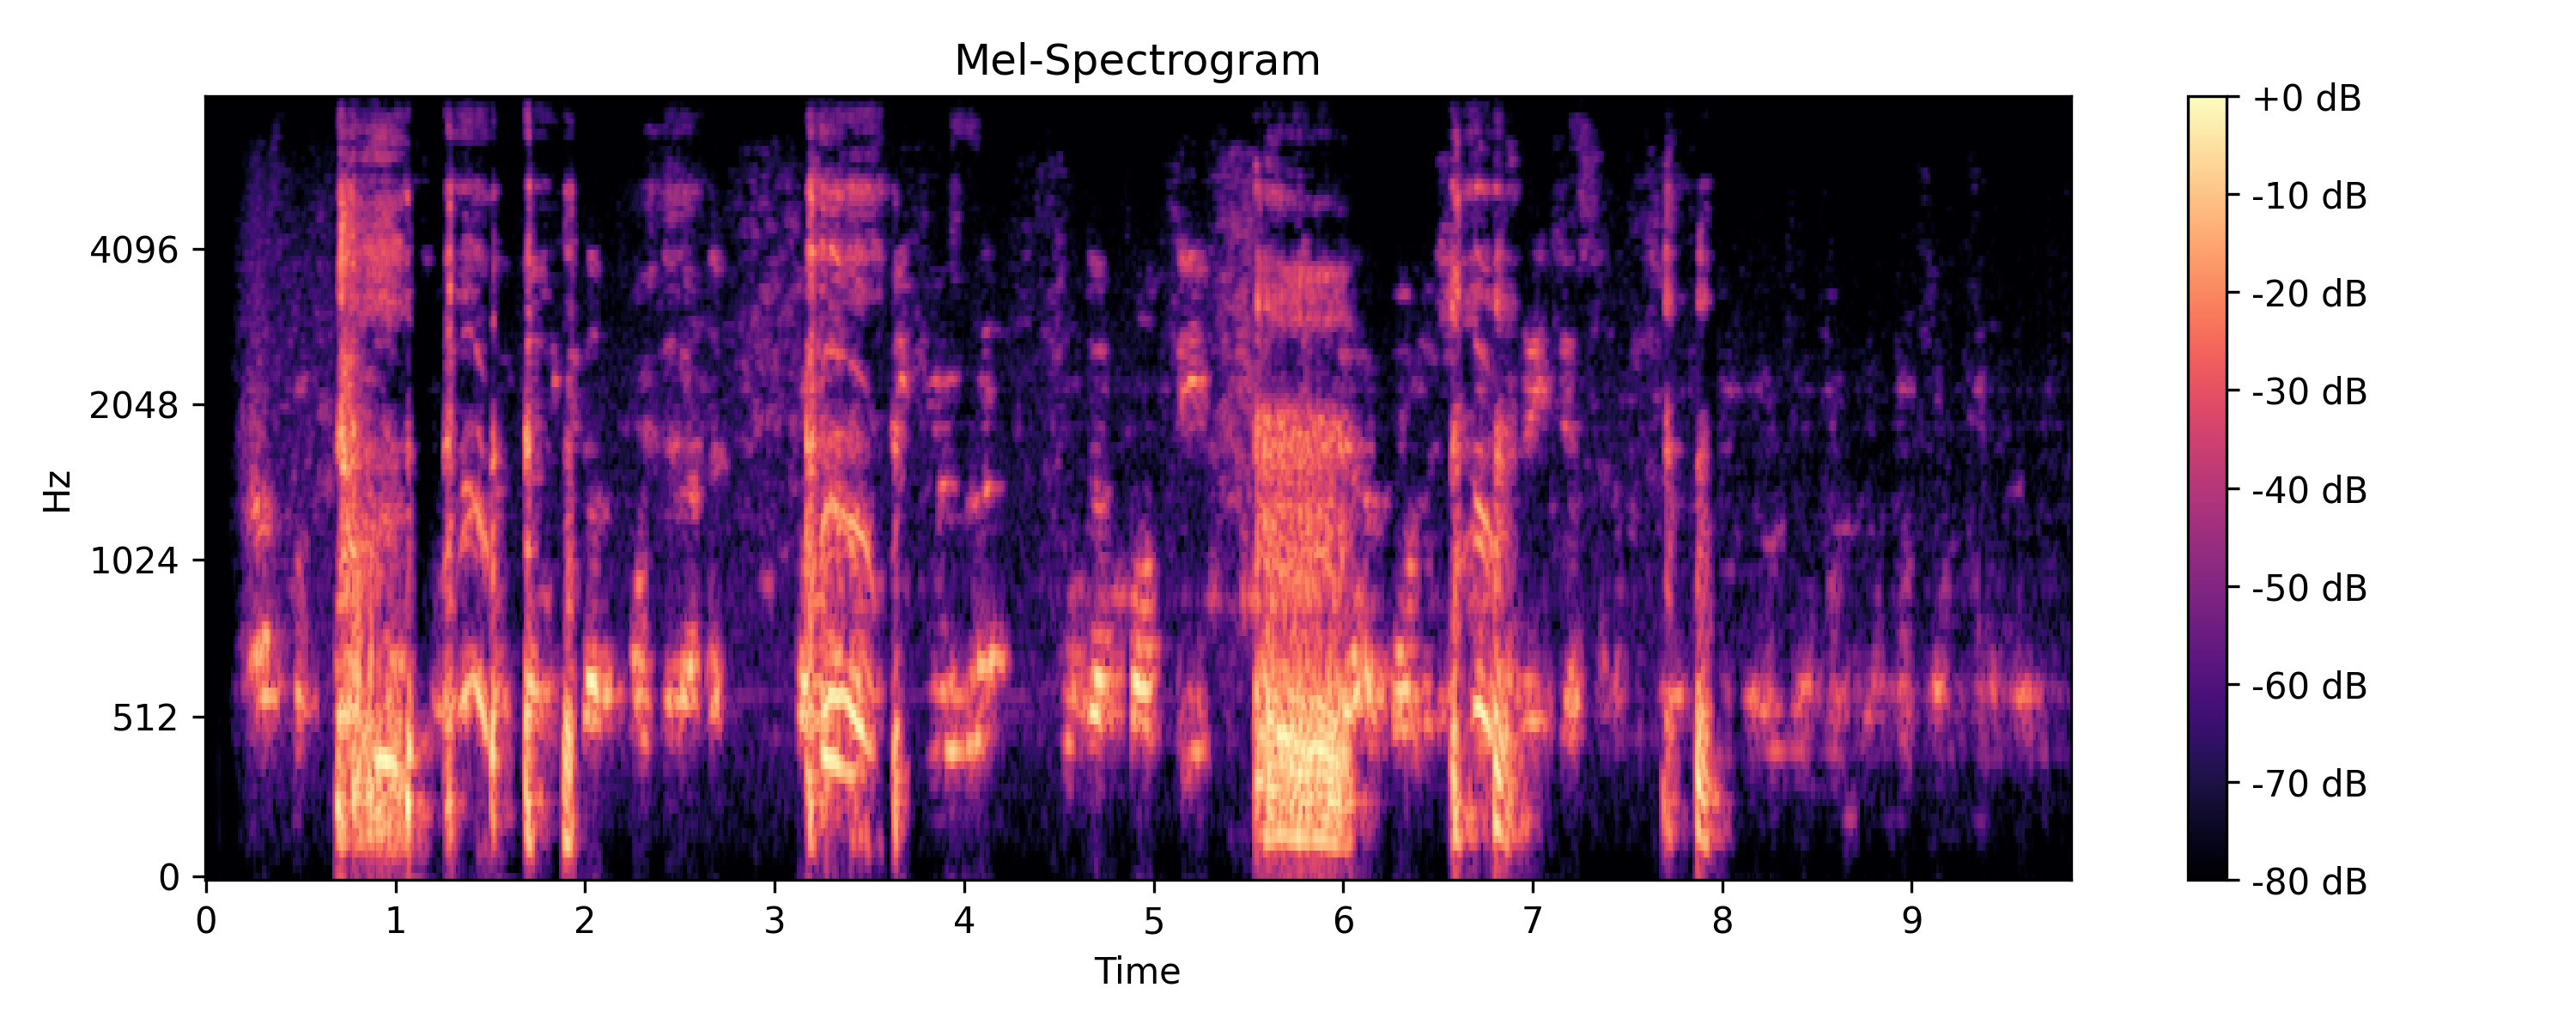 Mel-Spectrogram
+0 dB
-10 dB
-20 dB
-30 dB
-40 dB
-50 dB
-60 dB
-70 dB
-80 dB
Hz
4096
2048
1024
512
0
0 1 2 3 4 5 6 7 8 9
Time